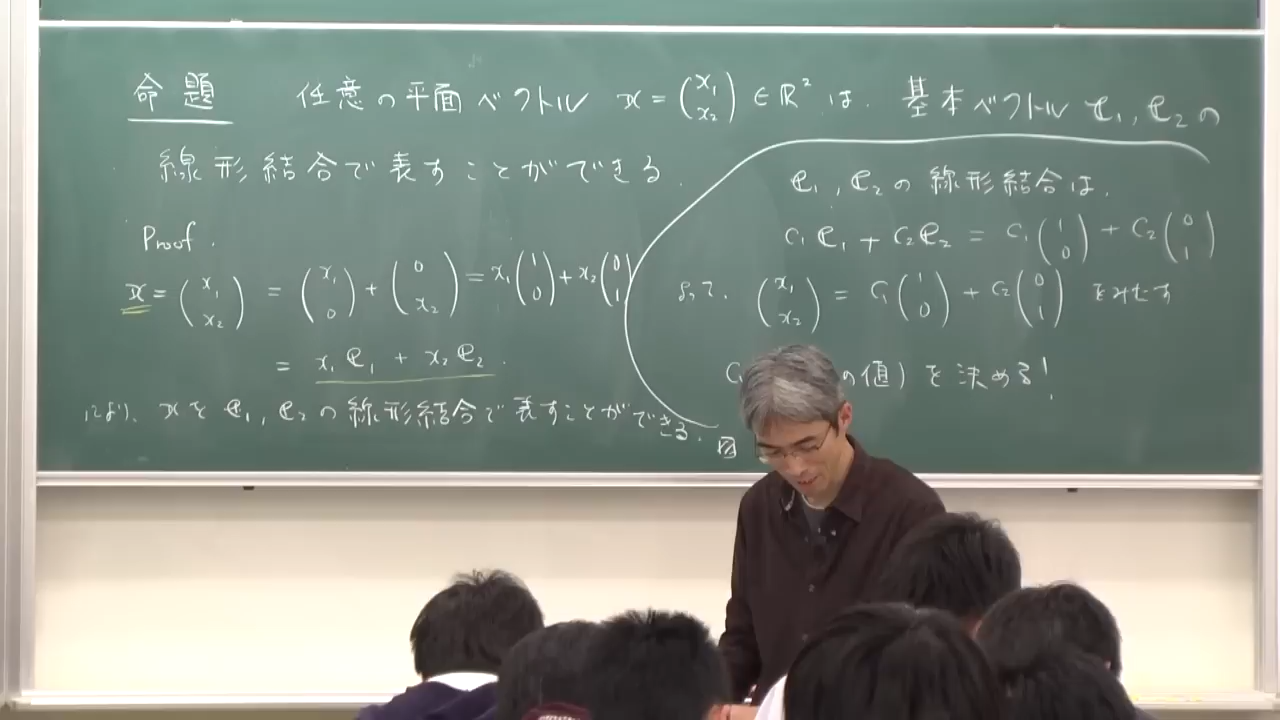 命題 任意の平面ベクトル x = (x₁ x₂) ∈ ℝ² は、基本ベクトル e₁, e₂ の
線形結合で表すことができる.
Proof.
x = (x₁ x₂) = (x₁ 0) + (0 x₂) = x₁(1 0) + x₂(0 1)
= x₁e₁ + x₂e₂.
xを e₁, e₂ の線形結合で表すことができる.
e₁, e₂ の線形結合は,
c₁e₁ + c₂e₂ = c₁(1 0) + c₂(0 1)
よって, (x₁ x₂) = c₁(1 0) + c₂(0 1) をみたす
の値) を決める!